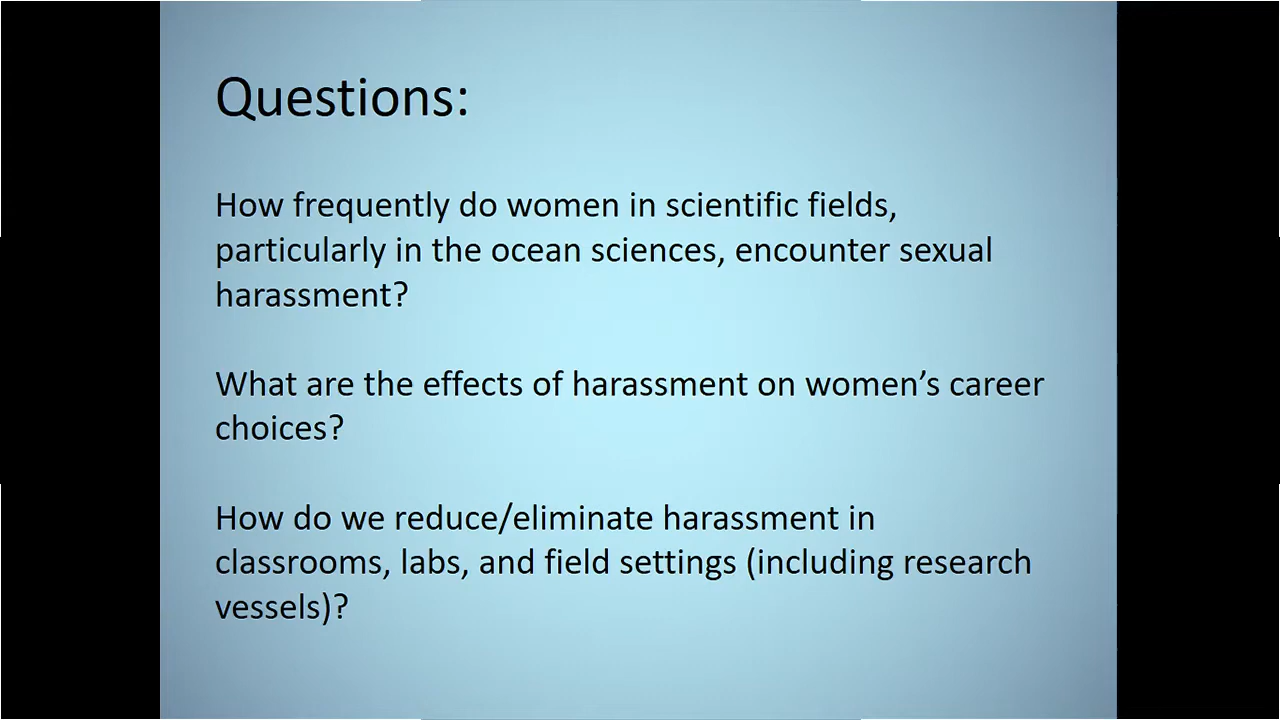 Questions:
How frequently do women in scientific fields,
particularly in the ocean sciences, encounter sexual
harassment?
What are the effects of harassment on women’s career
choices?
How do we reduce/eliminate harassment in
classrooms, labs, and field settings (including research
vessels)?